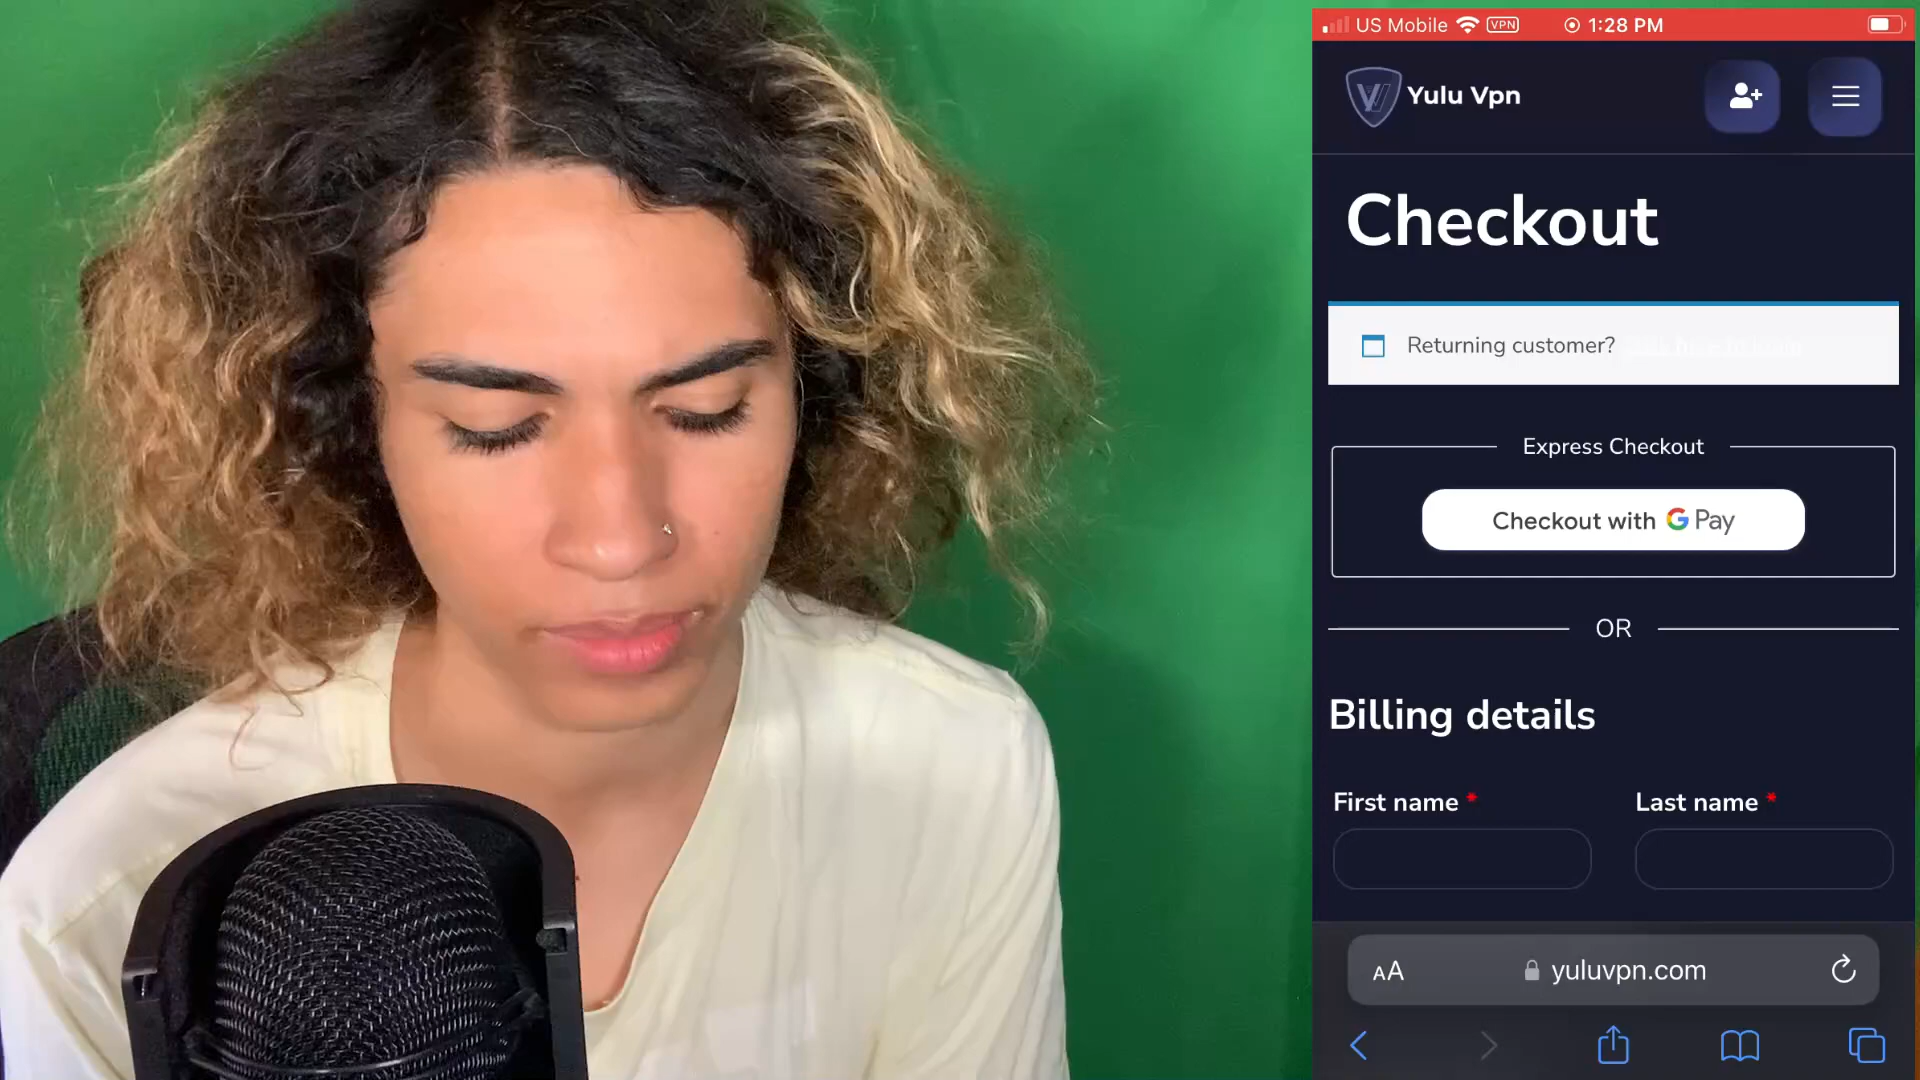 US Mobile VPN 1:28 PM
Yulu Vpn
Checkout
Returning customer?
Express Checkout
Checkout with G Pay
OR
Billing details
First name *
Last name *
AA yuluvpn.com